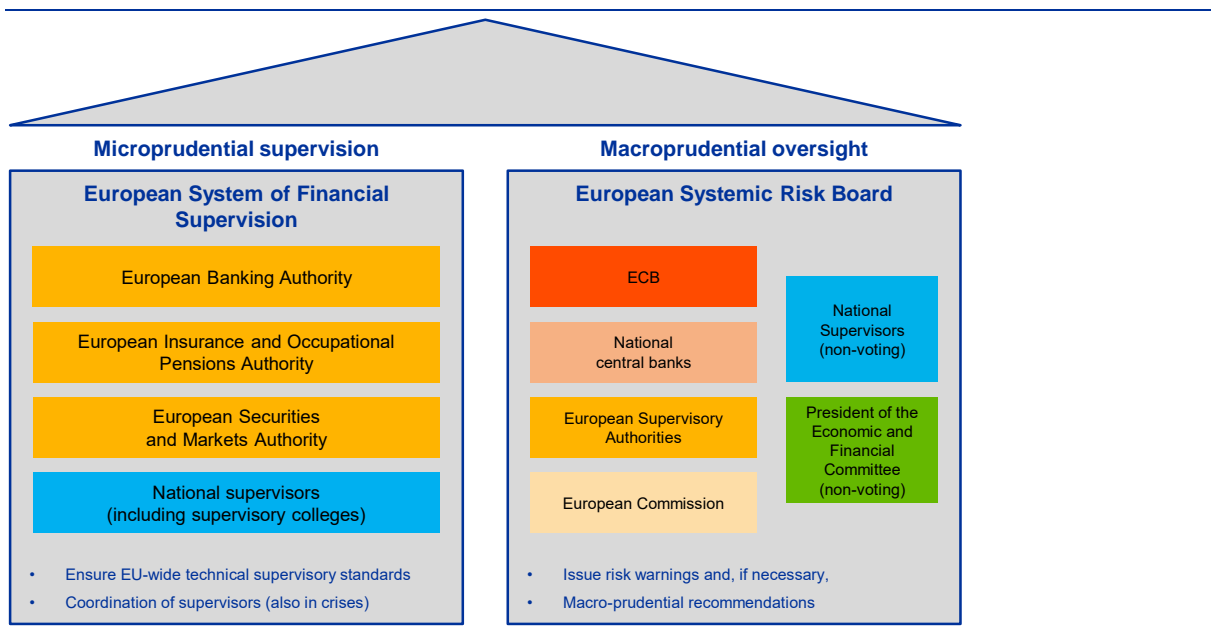 Microprudential supervision
European System of Financial
Supervision
European Banking Authority
European Insurance and Occupational
Pensions Authority
European Securities
and Markets Authority
National supervisors
(including supervisory colleges)
• Ensure EU-wide technical supervisory standards
• Coordination of supervisors (also in crises)
Macroprudential oversight
European Systemic Risk Board
ECB
National
central banks
European Supervisory
Authorities
European Commission
National
Supervisors
(non-voting)
President of the
Economic and
Financial
Committee
(non-voting)
• Issue risk warnings and, if necessary,
• Macro-prudential recommendations